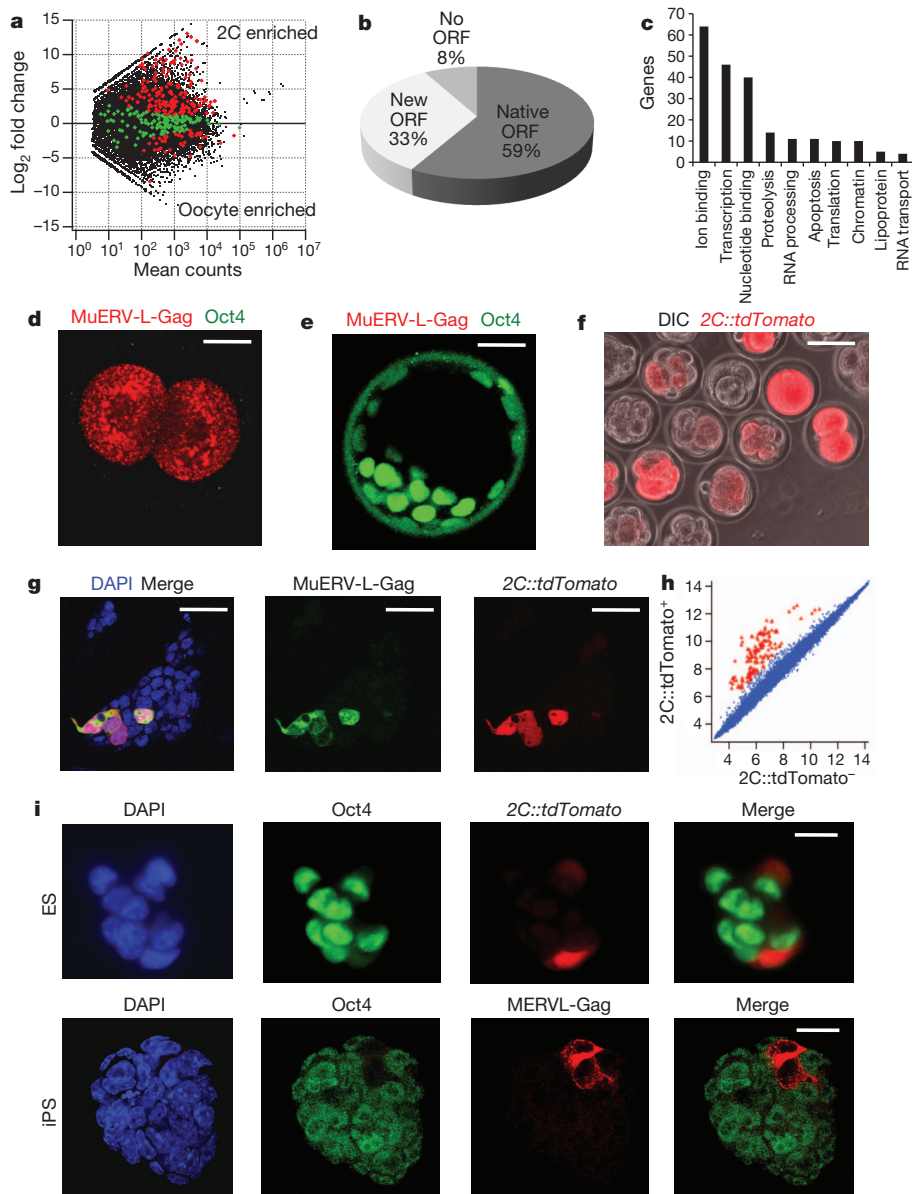 a
Log2 fold change
15
10
5
0
−5
−10
−15
2C enriched
Oocyte enriched
10^0 10^1 10^2 10^3 10^4 10^5 10^6 10^7
Mean counts
b
No
ORF
8%
New
ORF
33%
Native
ORF
59%
c
Genes
80
60
40
20
10
0
Ion binding
Transcription
Nucleotide binding
Proteolysis
RNA processing
Apoptosis
Translation
Chromatin
Lipoprotein
RNA transport
d
MuERV-L-Gag Oct4
e
MuERV-L-Gag Oct4
f
DIC 2C::tdTomato
g
DAPI Merge
MuERV-L-Gag
2C::tdTomato
h
2C::tdTomato+
14
12
10
8
6
4
4 6 8 10 12 14
2C::tdTomato−
i
DAPI Oct4 2C::tdTomato Merge
ES
DAPI Oct4 MERVL-Gag Merge
iPS